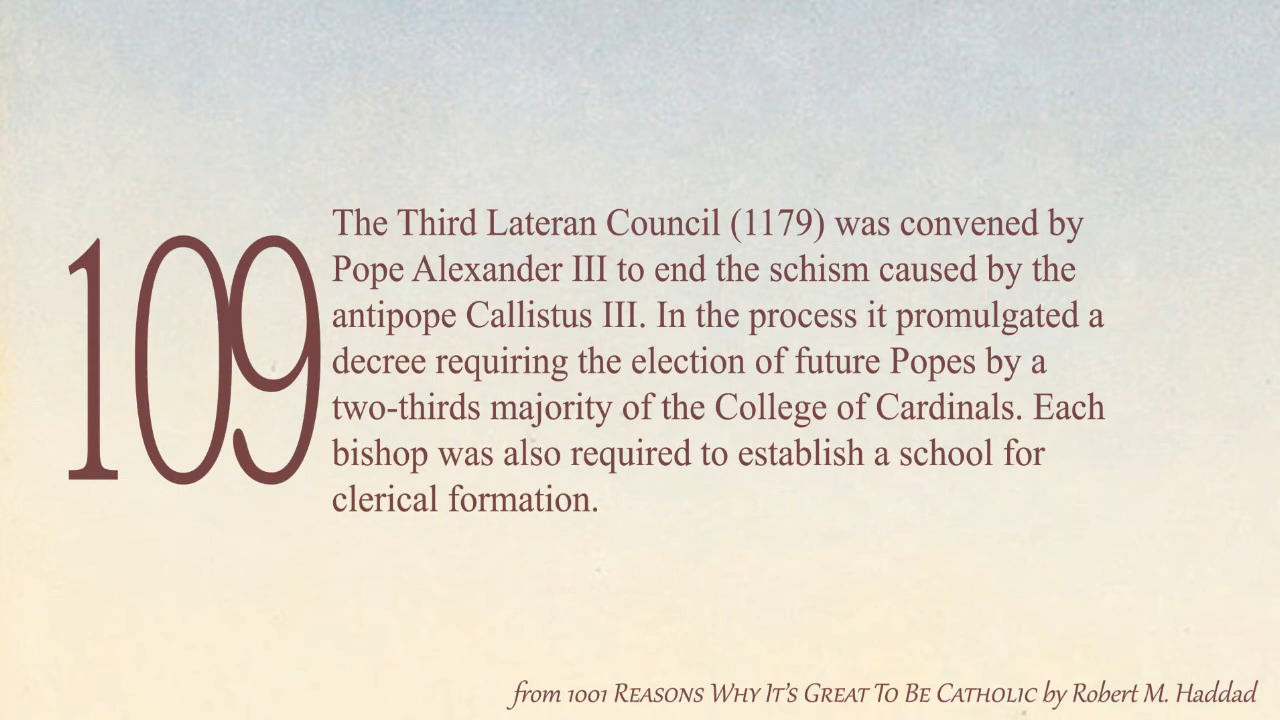 109
The Third Lateran Council (1179) was convened by
Pope Alexander III to end the schism caused by the
antipope Callistus III. In the process it promulgated a
decree requiring the election of future Popes by a
two-thirds majority of the College of Cardinals. Each
bishop was also required to establish a school for
clerical formation.
from 1001 Reasons Why It's Great To Be Catholic by Robert M. Haddad